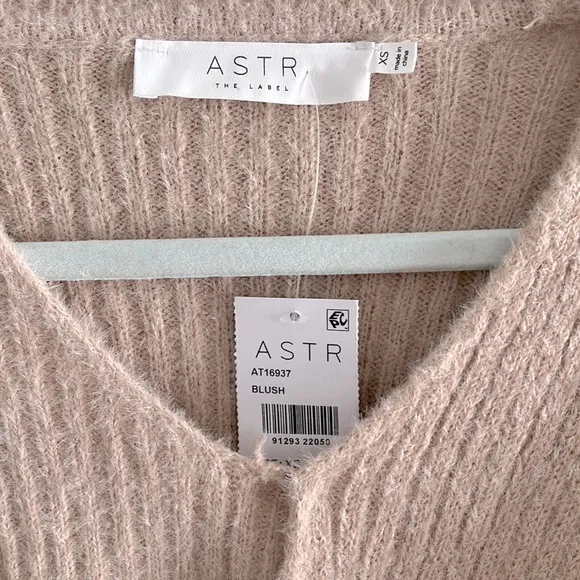 ASTR.
THE LABEL
XS
made in
china
ASTR
AT16937
BLUSH
91293 22050